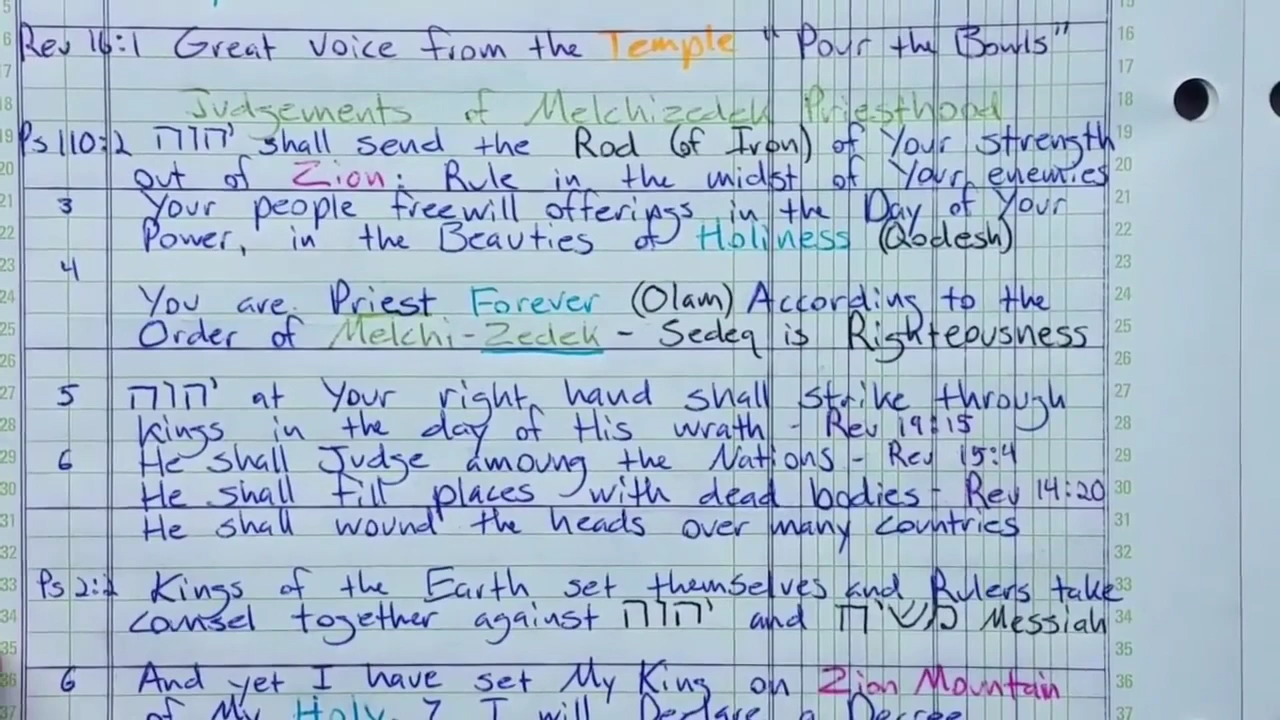 Rev 16:1 Great Voice from the Temple "Pour the Bowls"
Judgements of Melchizedek Priesthood
Ps 110:2 יהוה shall send the Rod (of Iron) of Your strength
out of Zion: Rule in the midst of Your enemies
3 Your people freewill offerings in the Day of Your
Power, in the Beauties of Holiness (Qodesh)
4
You are Priest Forever (Olam) According to the
Order of Melchi-Zedek - Sedeq is Righteousness
5 יהוה at Your right hand shall strike through
Kings in the day of His wrath - Rev 19:15
6 He shall Judge amoung the Nations - Rev 15:4
He shall fill places with dead bodies - Rev 14:20
He shall wound the heads over many countries
Ps 2:2 Kings of the Earth set themselves and Rulers take
counsel together against יהוה and משיח Messiah
6 And yet I have set My King on Zion Mountain
of My Holy. 7 I will Declare a Decree